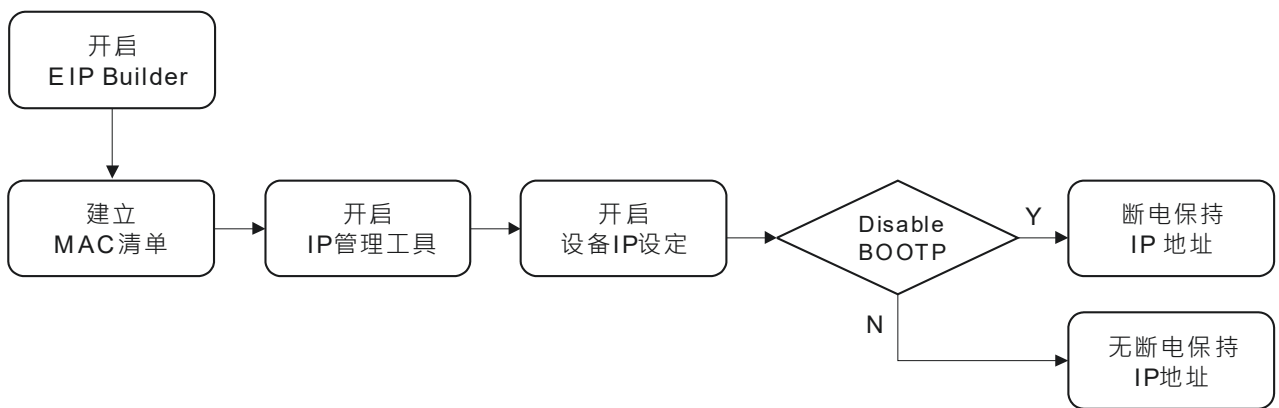 开启
EIP Builder
建立
MAC清单
开启
IP管理工具
开启
设备IP设定
Disable
BOOTP
Y
断电保持
IP 地址
N
无断电保持
IP地址